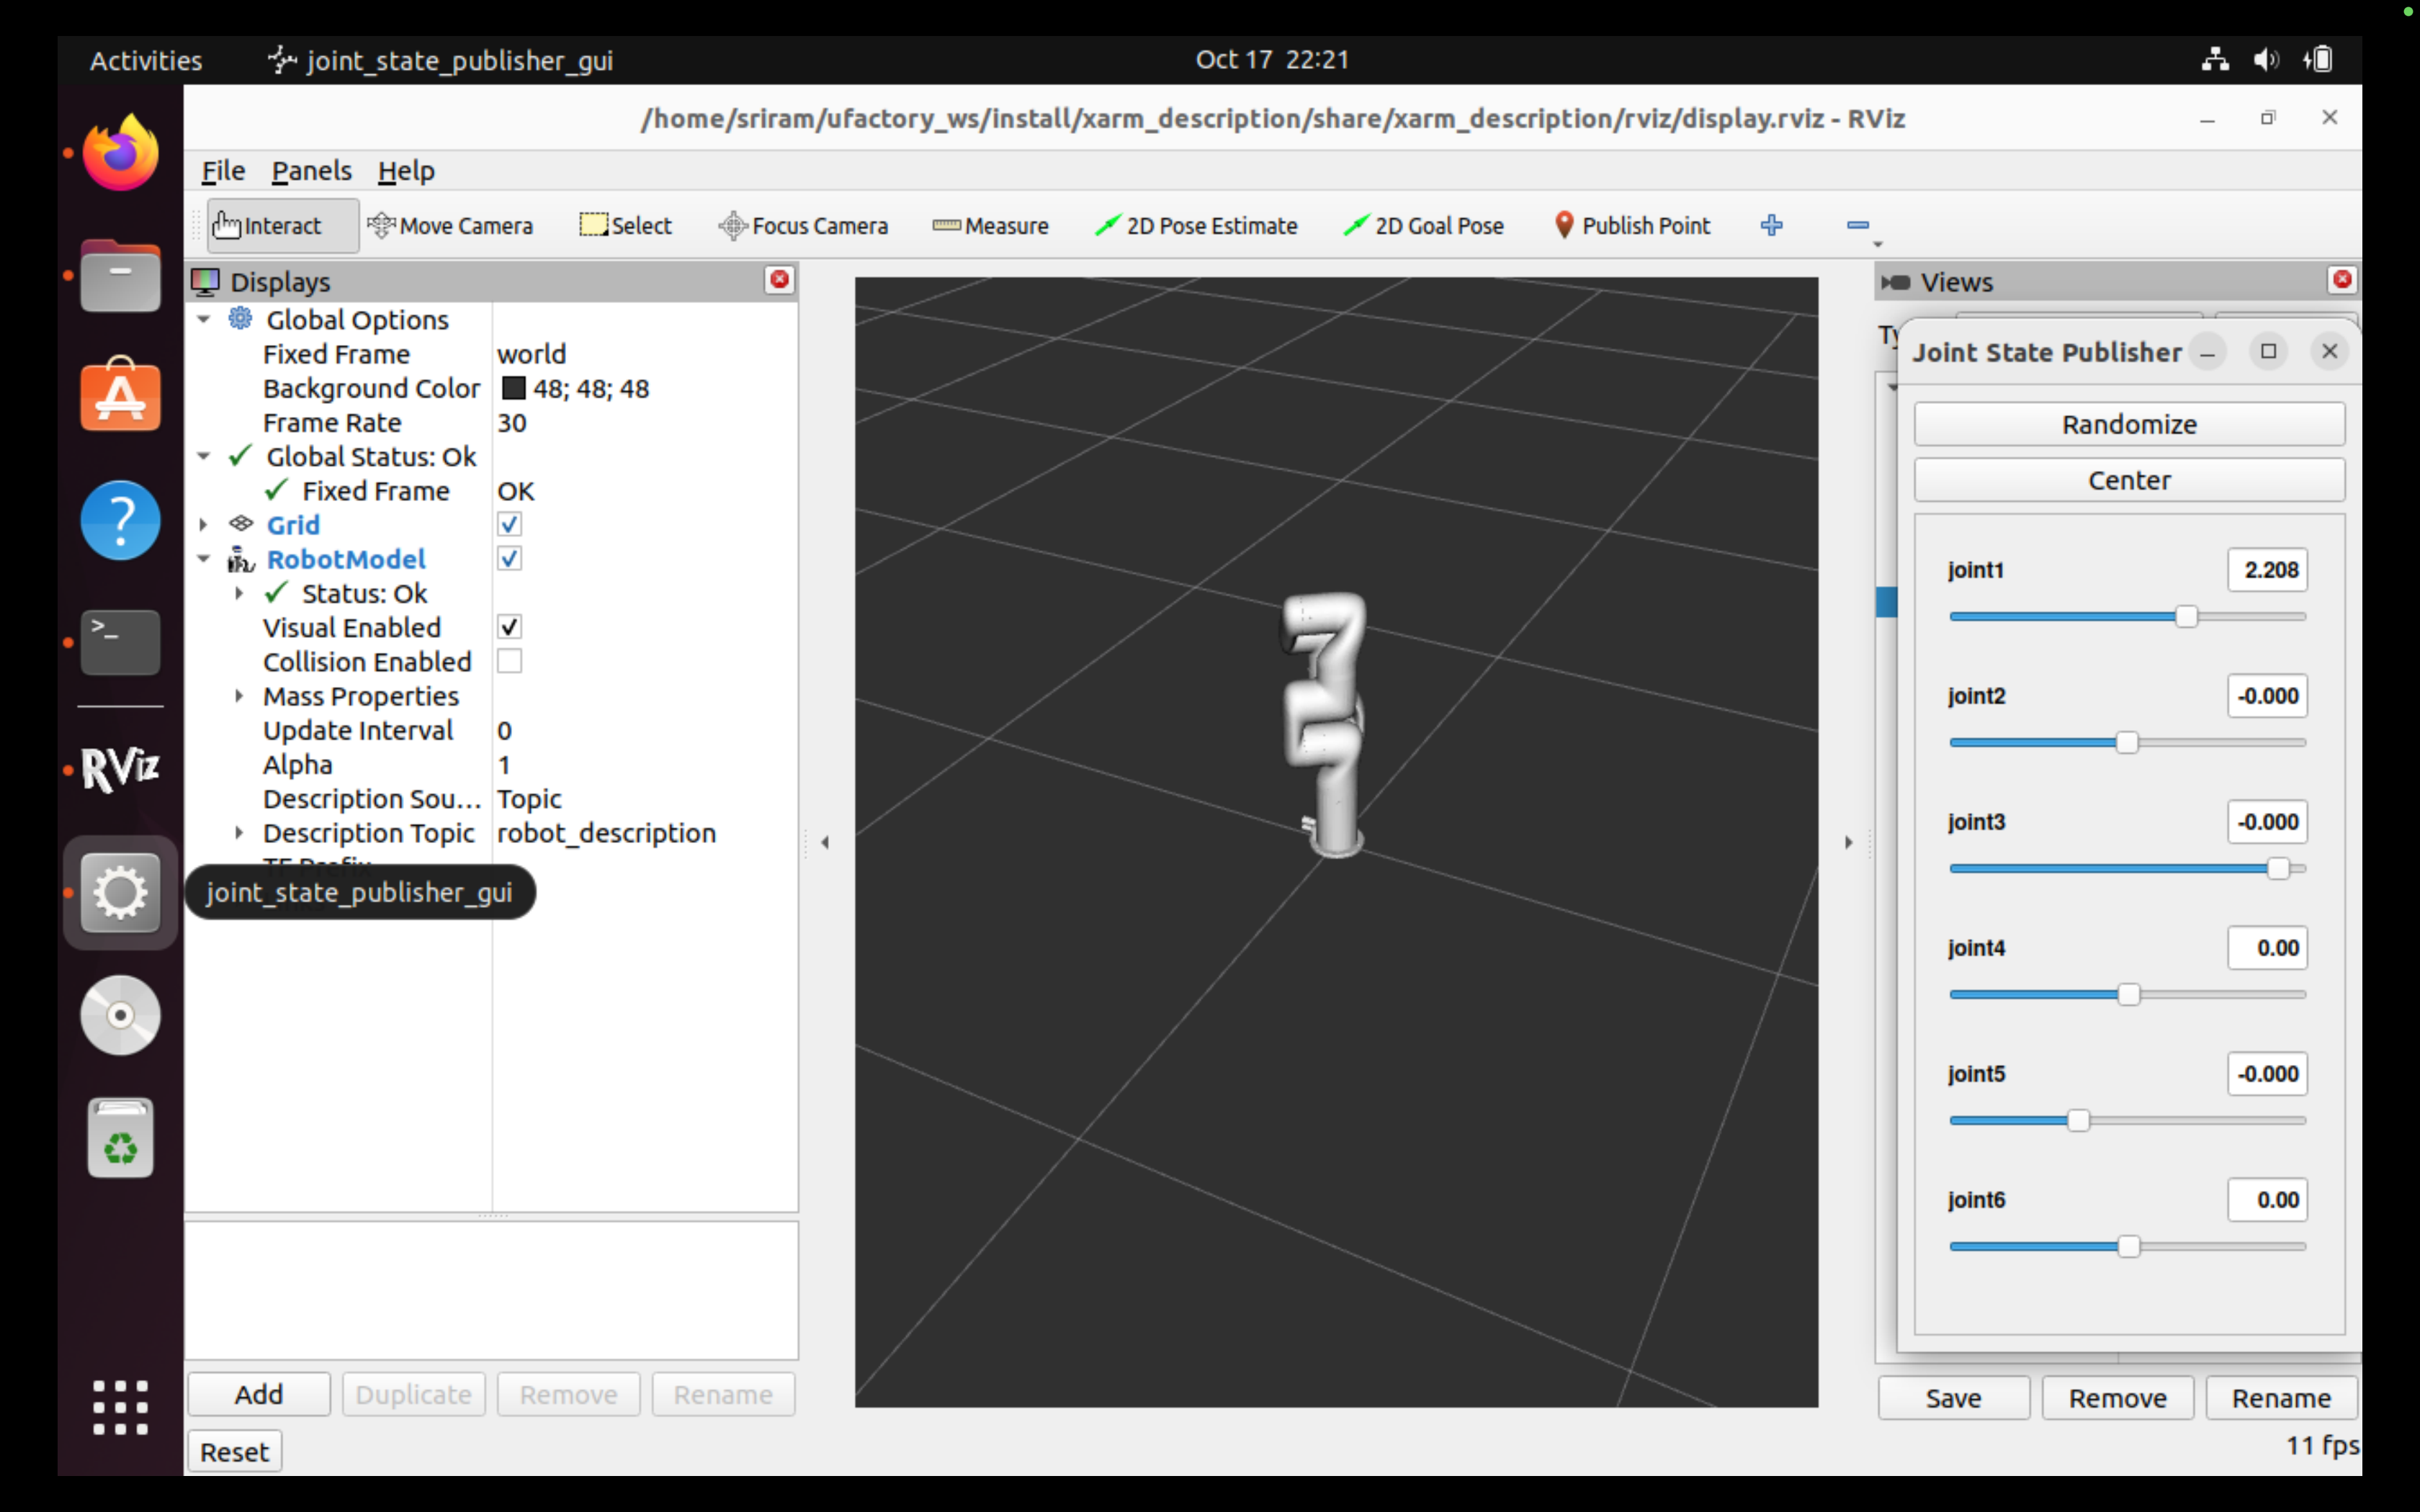 Activities joint_state_publisher_gui Oct 17 22:21
/home/sriram/ufactory_ws/install/xarm_description/share/xarm_description/rviz/display.rviz - RViz
File Panels Help
Interact Move Camera Select Focus Camera Measure 2D Pose Estimate 2D Goal Pose Publish Point
Displays
Global Options
Fixed Frame world
Background Color 48; 48; 48
Frame Rate 30
Global Status: Ok
Fixed Frame OK
Grid
RobotModel
Status: Ok
Visual Enabled
Collision Enabled
Mass Properties
Update Interval 0
Alpha 1
Description Sou... Topic
Description Topic robot_description
TF Prefix
joint_state_publisher_gui
RViz
Add Duplicate Remove Rename
Reset
Views
Ty
Joint State Publisher
Randomize
Center
joint1 2.208
joint2 -0.000
joint3 -0.000
joint4 0.00
joint5 -0.000
joint6 0.00
Save Remove Rename
11 fps